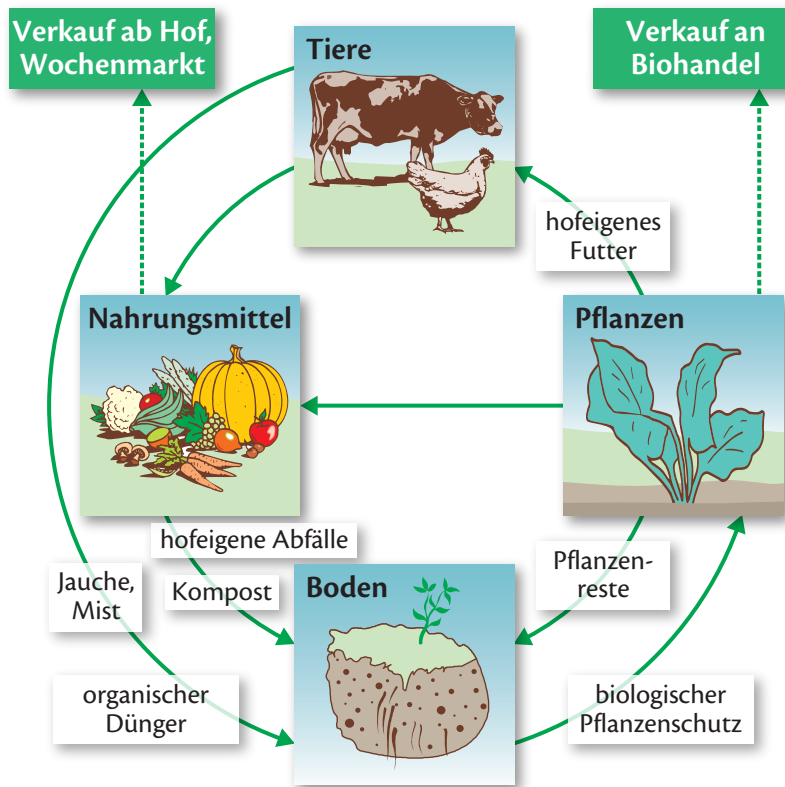 Verkauf ab Hof,
Wochenmarkt
Tiere
Verkauf an
Biohandel
hofeigenes
Futter
Nahrungsmittel
Pflanzen
hofeigene Abfälle
Kompost
Jauche,
Mist
Boden
Pflanzen-
reste
organischer
Dünger
biologischer
Pflanzenschutz